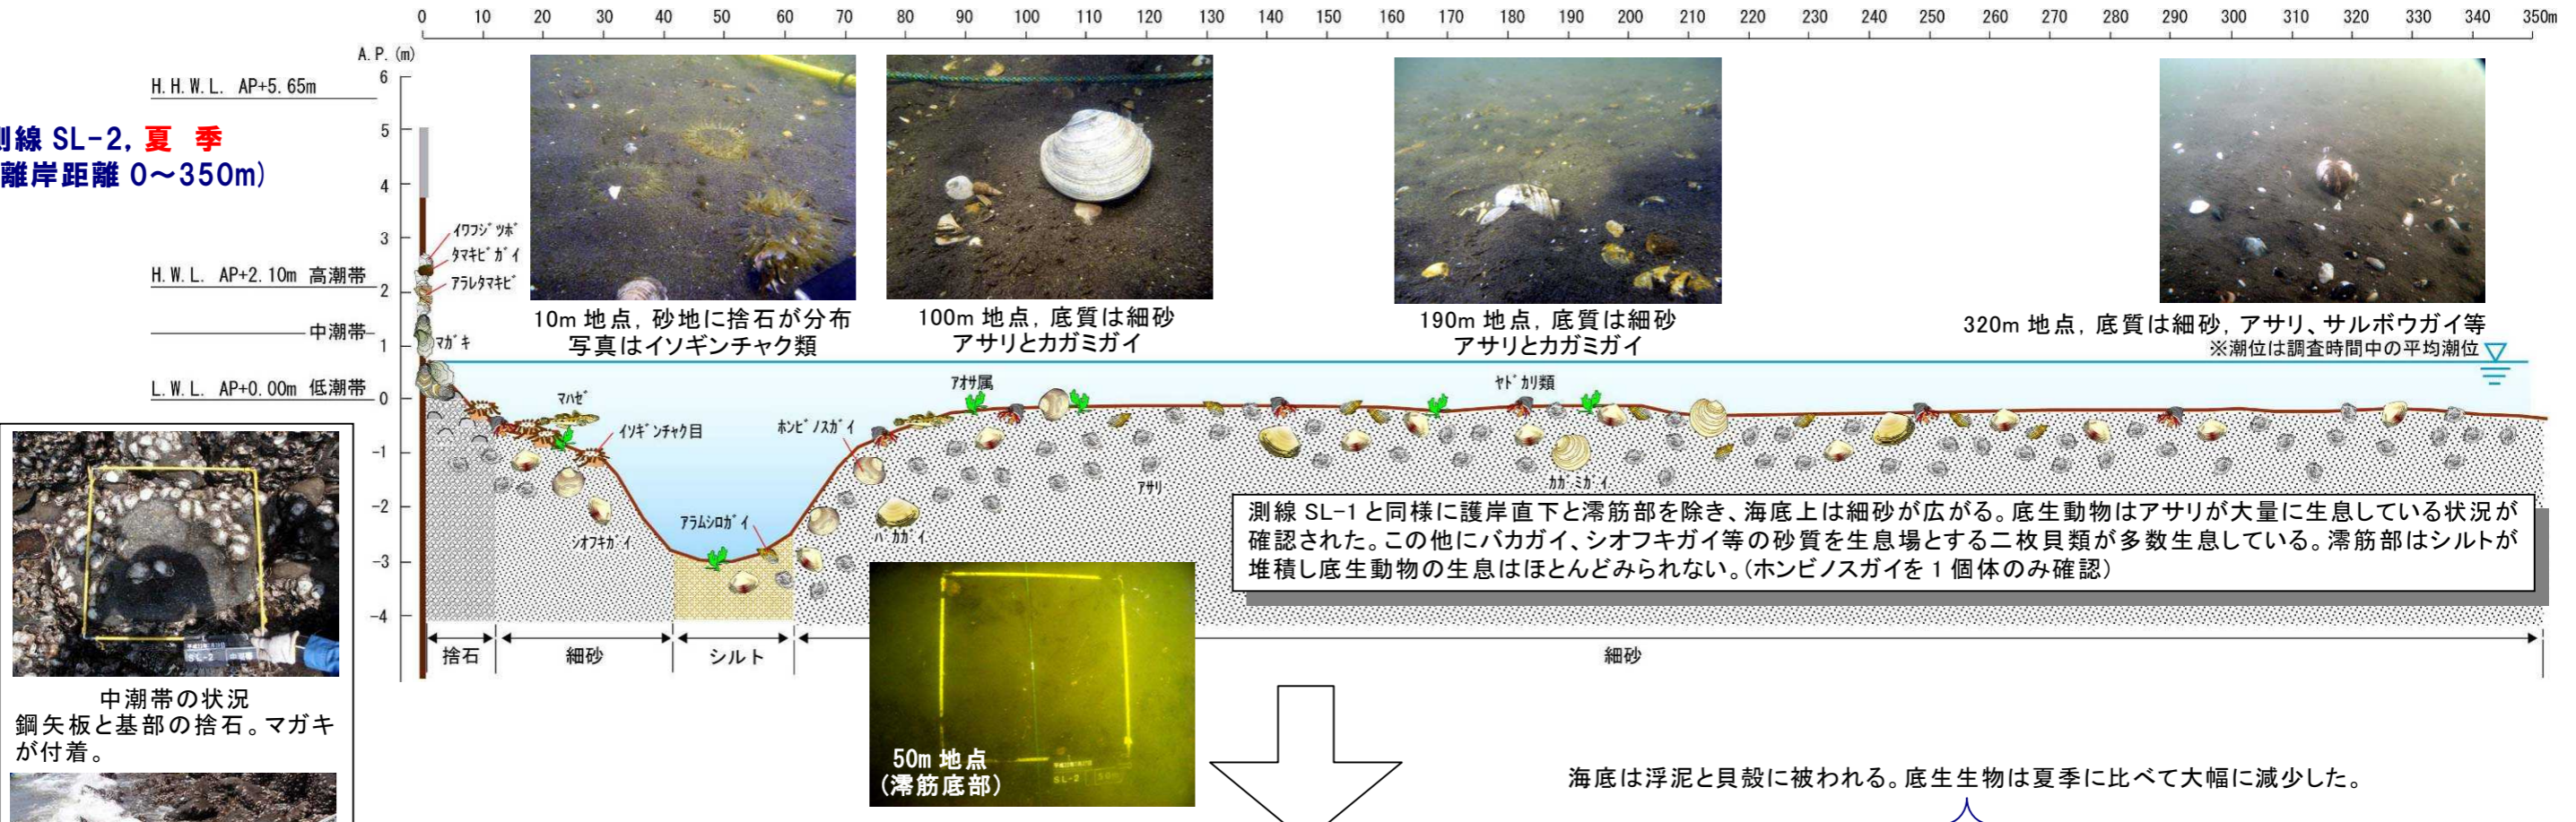 0 10 20 30 40 50 60 70 80 90 100 110 120 130 140 150 160 170 180 190 200 210 220 230 240 250 260 270 280 290 300 310 320 330 340 350m
A.P.(m)
6
5
4
3
2
1
0
-1
-2
-3
-4
H.H.W.L. AP+5.65m
測線 SL-2, 夏 季
離岸距離 0～350m)
H.W.L. AP+2.10m 高潮帯
中潮帯
L.W.L. AP+0.00m 低潮帯
イワフジツボ
タマキビガイ
アラレタマキビ
マガキ
10m 地点, 砂地に捨石が分布
写真はイソギンチャク類
100m 地点, 底質は細砂
アサリとカガミガイ
190m 地点, 底質は細砂
アサリとカガミガイ
320m 地点, 底質は細砂, アサリ、サルボウガイ等
※潮位は調査時間中の平均潮位
マハゼ
イソギンチャク目
シオフキガイ
アラムシロガイ
ホンビノスガイ
バカガイ
アオサ属
アサリ
ヤドカリ類
カガミガイ
測線 SL-1 と同様に護岸直下と澪筋部を除き、海底上は細砂が広がる。底生動物はアサリが大量に生息している状況が
確認された。この他にバカガイ、シオフキガイ等の砂質を生息場とする二枚貝類が多数生息している。澪筋部はシルトが
堆積し底生動物の生息はほとんどみられない。(ホンビノスガイを 1 個体のみ確認)
捨石
細砂
シルト
細砂
SL-2 中潮帯
中潮帯の状況
鋼矢板と基部の捨石。マガキ
が付着。
50m 地点
(澪筋底部)
SL-2 50m
海底は浮泥と貝殻に被われる。底生生物は夏季に比べて大幅に減少した。